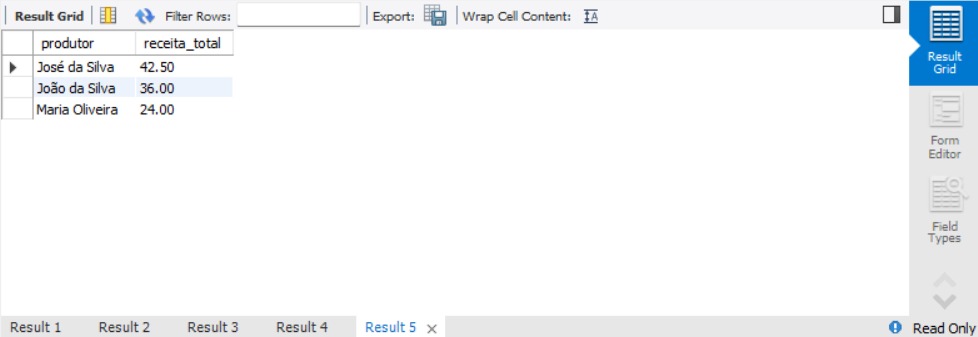 Result Grid Filter Rows: Export: Wrap Cell Content: IA
produtor receita_total
José da Silva 42.50
João da Silva 36.00
Maria Oliveira 24.00
Result
Grid
Form
Editor
Field
Types
Result 1 Result 2 Result 3 Result 4 Result 5 × Read Only